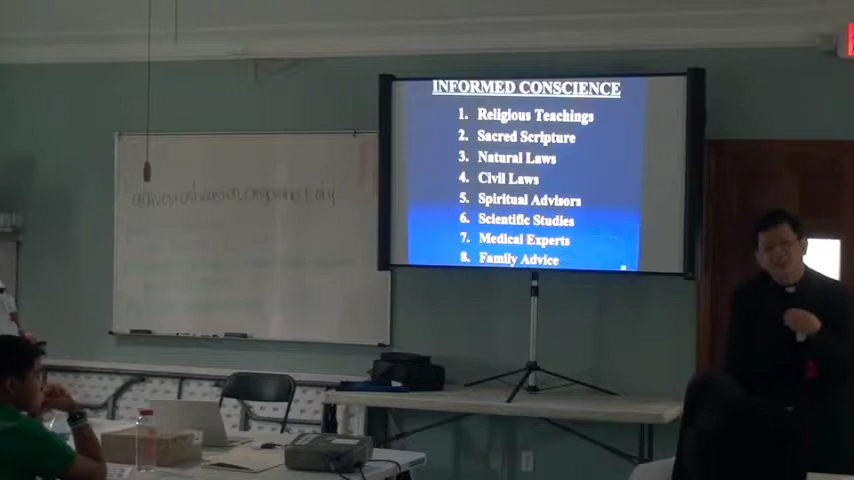 INFORMED CONSCIENCE
1. Religious Teachings
2. Sacred Scripture
3. Natural Laws
4. Civil Laws
5. Spiritual Advisors
6. Scientific Studies
7. Medical Experts
8. Family Advice